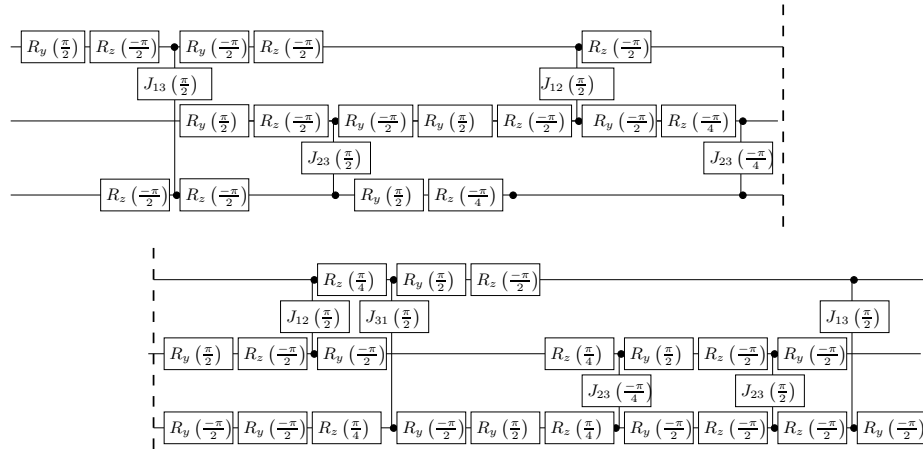 R_y (π/2) R_z (−π/2) R_y (−π/2) R_z (−π/2) R_z (−π/2)
J_13 (π/2) J_12 (π/2)
R_y (π/2) R_z (−π/2) R_y (−π/2) R_y (π/2) R_z (−π/2) R_y (−π/2) R_z (−π/4)
J_23 (π/2) J_23 (−π/4)
R_z (−π/2) R_z (−π/2) R_y (π/2) R_z (−π/4)
R_z (π/4) R_y (π/2) R_z (−π/2)
J_12 (π/2) J_31 (π/2) J_13 (π/2)
R_y (π/2) R_z (−π/2) R_y (−π/2) R_z (π/4) R_y (π/2) R_z (−π/2) R_y (−π/2)
J_23 (−π/4) J_23 (π/2)
R_y (−π/2) R_y (−π/2) R_z (π/4) R_y (−π/2) R_y (π/2) R_z (π/4) R_y (−π/2) R_z (−π/2) R_z (−π/2) R_y (−π/2)